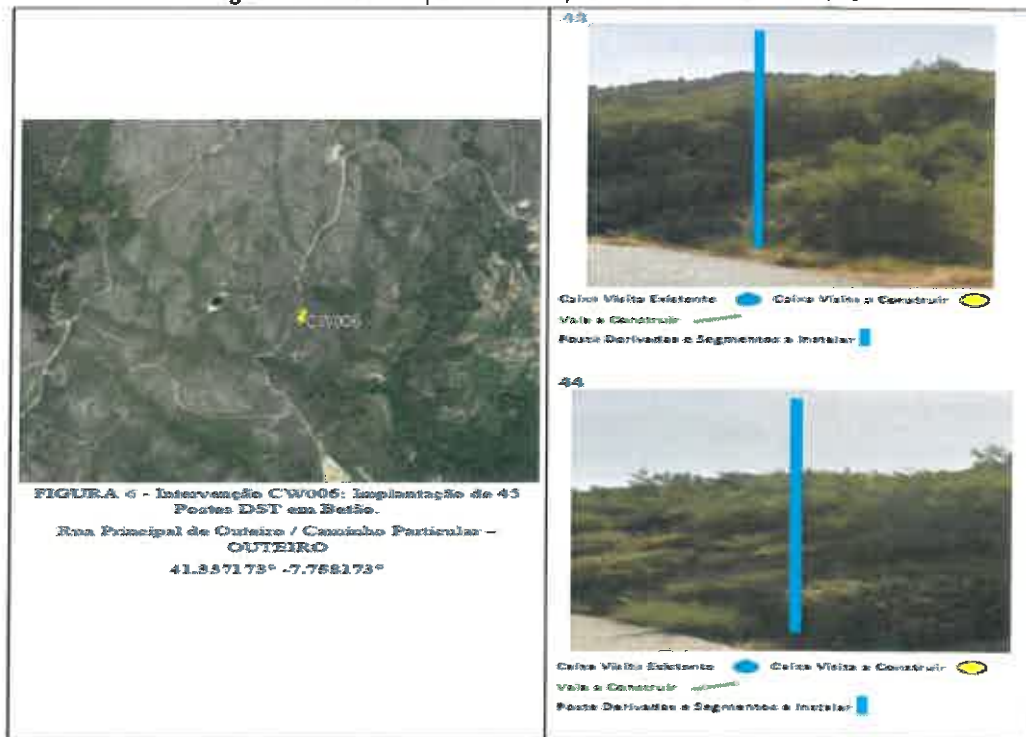 CW006
FIGURA 6 - Intervenção CW006: Implantação de 45
Postes DST em Betão.
Rua Principal de Outeiro / Caminho Particular –
OUTEIRO
41.857173° -7.758173°
43
Caixa Visita Existente Caixa Visita a Construir
Vala a Construir
Poste Derivados e Segmentos a Instalar
44
Caixa Visita Existente Caixa Visita a Construir
Vala a Construir
Poste Derivados e Segmentos a Instalar